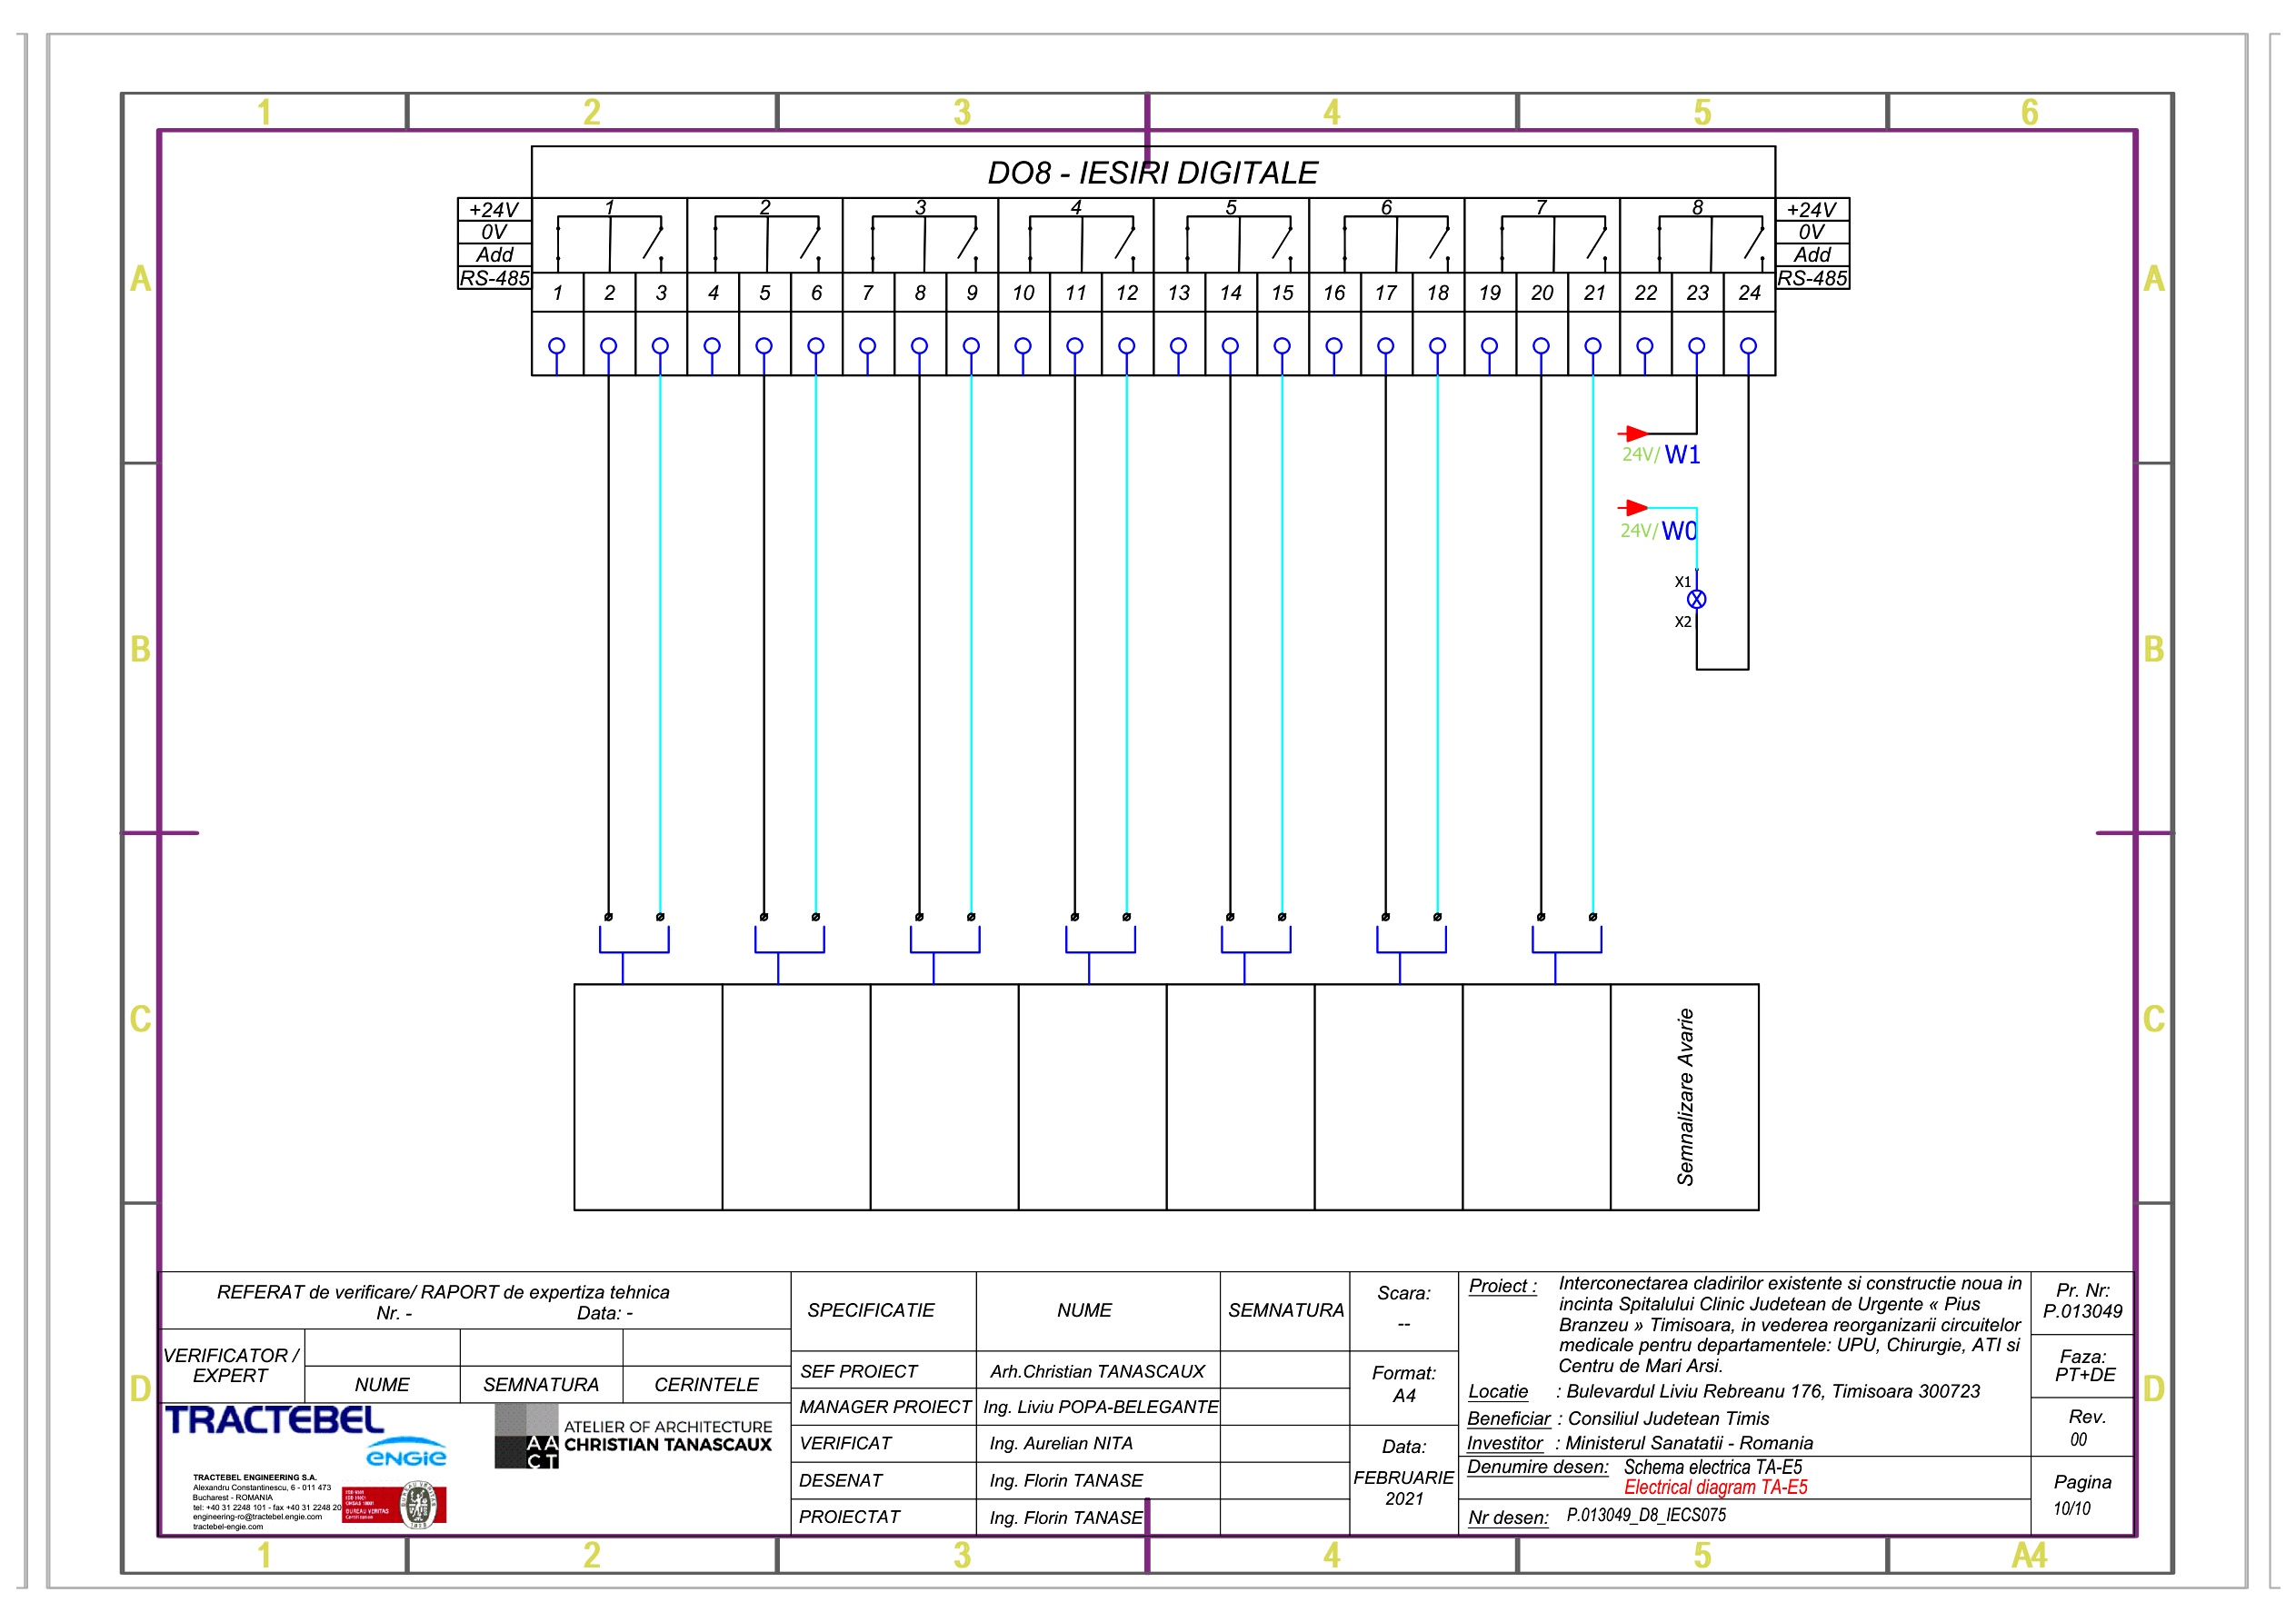 1 2 3 4 5 6
DO8 - IESIRI DIGITALE
+24V 1 2 3 4 5 6 7 8 +24V
0V 0V
Add Add
RS-485 RS-485
1 2 3 4 5 6 7 8 9 10 11 12 13 14 15 16 17 18 19 20 21 22 23 24
A A
24V/ W1
24V/ W0
X1
X2
B B
C C
Semnalizare Avarie
D D
REFERAT de verificare/ RAPORT de expertiza tehnica
Nr. - Data: -
VERIFICATOR /
EXPERT
NUME SEMNATURA CERINTELE
TRACTEBEL
ENGIE
AA
CT
ATELIER OF ARCHITECTURE
CHRISTIAN TANASCAUX
TRACTEBEL ENGINEERING S.A.
Alexandru Constantinescu, 6 - 011 473
Bucharest - ROMANIA
tel: +40 31 2248 101 - fax +40 31 2248 20
engineering-ro@tractebel.engie.com
tractebel-engie.com
BUREAU VERITAS
Certification
SPECIFICATIE NUME SEMNATURA
SEF PROIECT Arh.Christian TANASCAUX
MANAGER PROIECT Ing. Liviu POPA-BELEGANTE
VERIFICAT Ing. Aurelian NITA
DESENAT Ing. Florin TANASE
PROIECTAT Ing. Florin TANASE
Scara:
--
Format:
A4
Data:
FEBRUARIE
2021
Proiect : Interconectarea cladirilor existente si constructie noua in
incinta Spitalului Clinic Judetean de Urgente « Pius
Branzeu » Timisoara, in vederea reorganizarii circuitelor
medicale pentru departamentele: UPU, Chirurgie, ATI si
Centru de Mari Arsi.
Locatie : Bulevardul Liviu Rebreanu 176, Timisoara 300723
Beneficiar : Consiliul Judetean Timis
Investitor : Ministerul Sanatatii - Romania
Denumire desen: Schema electrica TA-E5
Electrical diagram TA-E5
Nr desen: P.013049_D8_IECS075
Pr. Nr:
P.013049
Faza:
PT+DE
Rev.
00
Pagina
10/10
1 2 3 4 5 A4